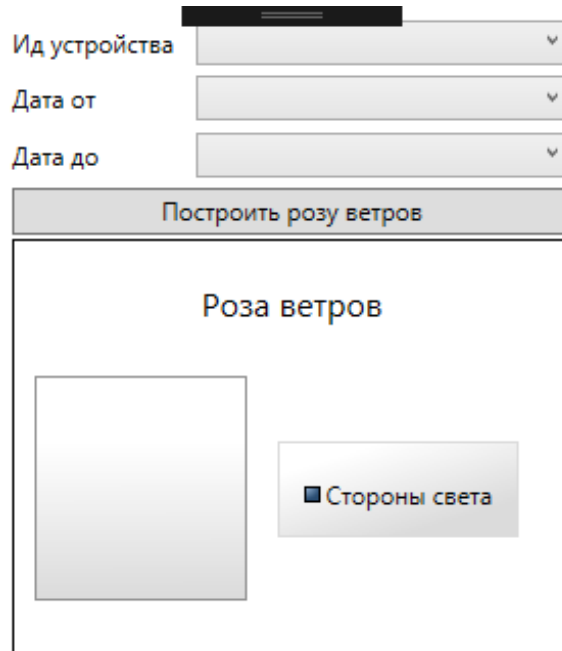 Ид устройства
Дата от
Дата до
Построить розу ветров
Роза ветров
Стороны света